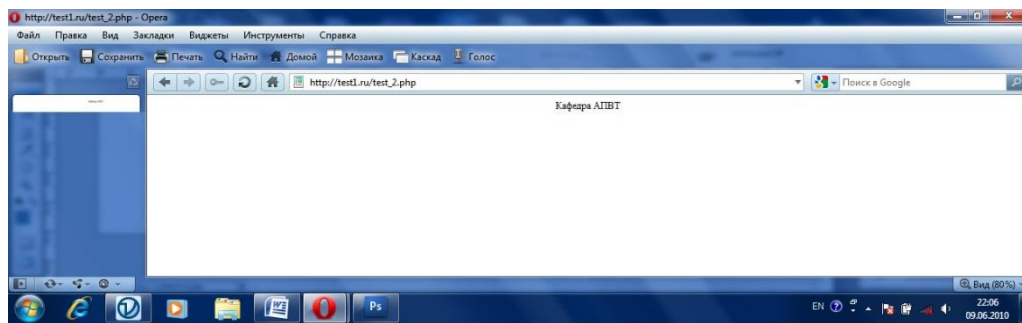 http://test1.ru/test_2.php - Opera
Файл Правка Вид Закладки Виджеты Инструменты Справка
Открыть Сохранить Печать Найти Домой Мозаика Каскад Голос
http://test1.ru/test_2.php Поиск в Google
Кафедра АПВТ
Вид (80%)
Ps EN 22:06
09.06.2010